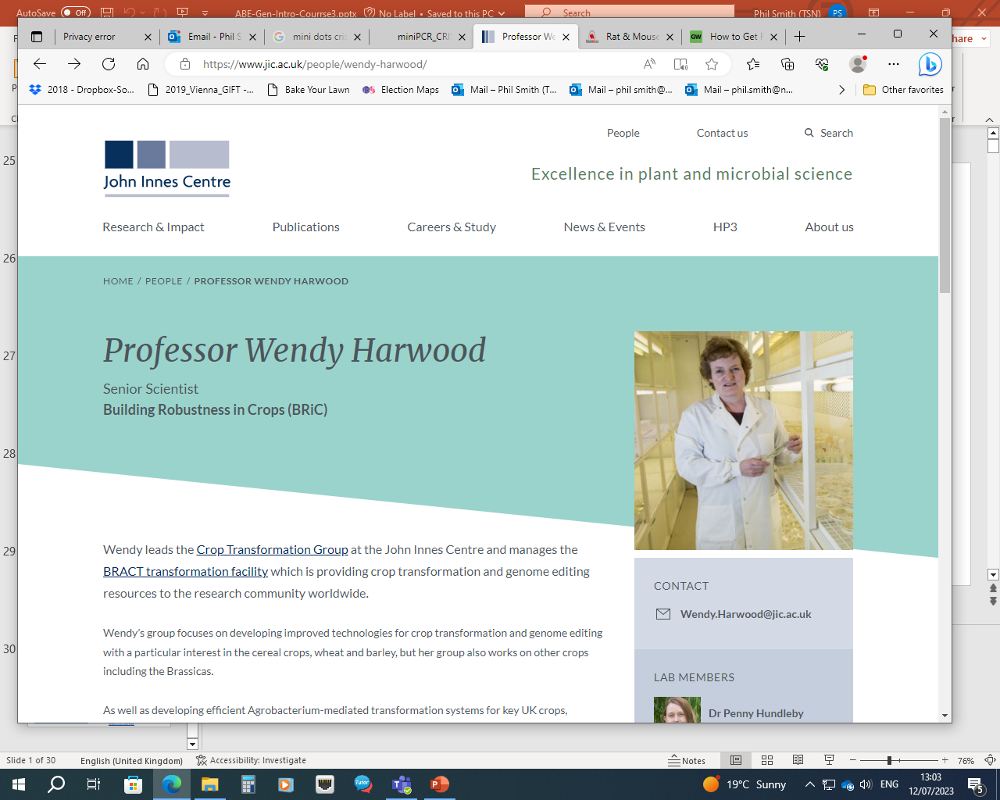 AutoSave Off ABE-Gen-Intro-Courrse3.pptx No Label • Saved to this PC Search Phil Smith (TSN) PS
Privacy error Email - Phil S mini dots cris miniPCR_CRI Professor We Rat & Mouse How to Get F
hare
https://www.jic.ac.uk/people/wendy-harwood/
2018 - Dropbox-So... 2019_Vienna_GIFT -... Bake Your Lawn Election Maps Mail – Phil Smith (T... Mail – phil smith@... Mail – phil.smith@n... Other favorites
People Contact us Search
John Innes Centre
Excellence in plant and microbial science
Research & Impact Publications Careers & Study News & Events HP3 About us
HOME / PEOPLE / PROFESSOR WENDY HARWOOD
Professor Wendy Harwood
Senior Scientist
Building Robustness in Crops (BRiC)
Wendy leads the Crop Transformation Group at the John Innes Centre and manages the
BRACT transformation facility which is providing crop transformation and genome editing
resources to the research community worldwide.
Wendy's group focuses on developing improved technologies for crop transformation and genome editing
with a particular interest in the cereal crops, wheat and barley, but her group also works on other crops
including the Brassicas.
As well as developing efficient Agrobacterium-mediated transformation systems for key UK crops,
CONTACT
Wendy.Harwood@jic.ac.uk
LAB MEMBERS
Dr Penny Hundleby
25
26
27
28
29
30
Slide 1 of 30 English (United Kingdom) Accessibility: Investigate Notes 76%
Tutor 19°C Sunny ENG 13:03
12/07/2023 5